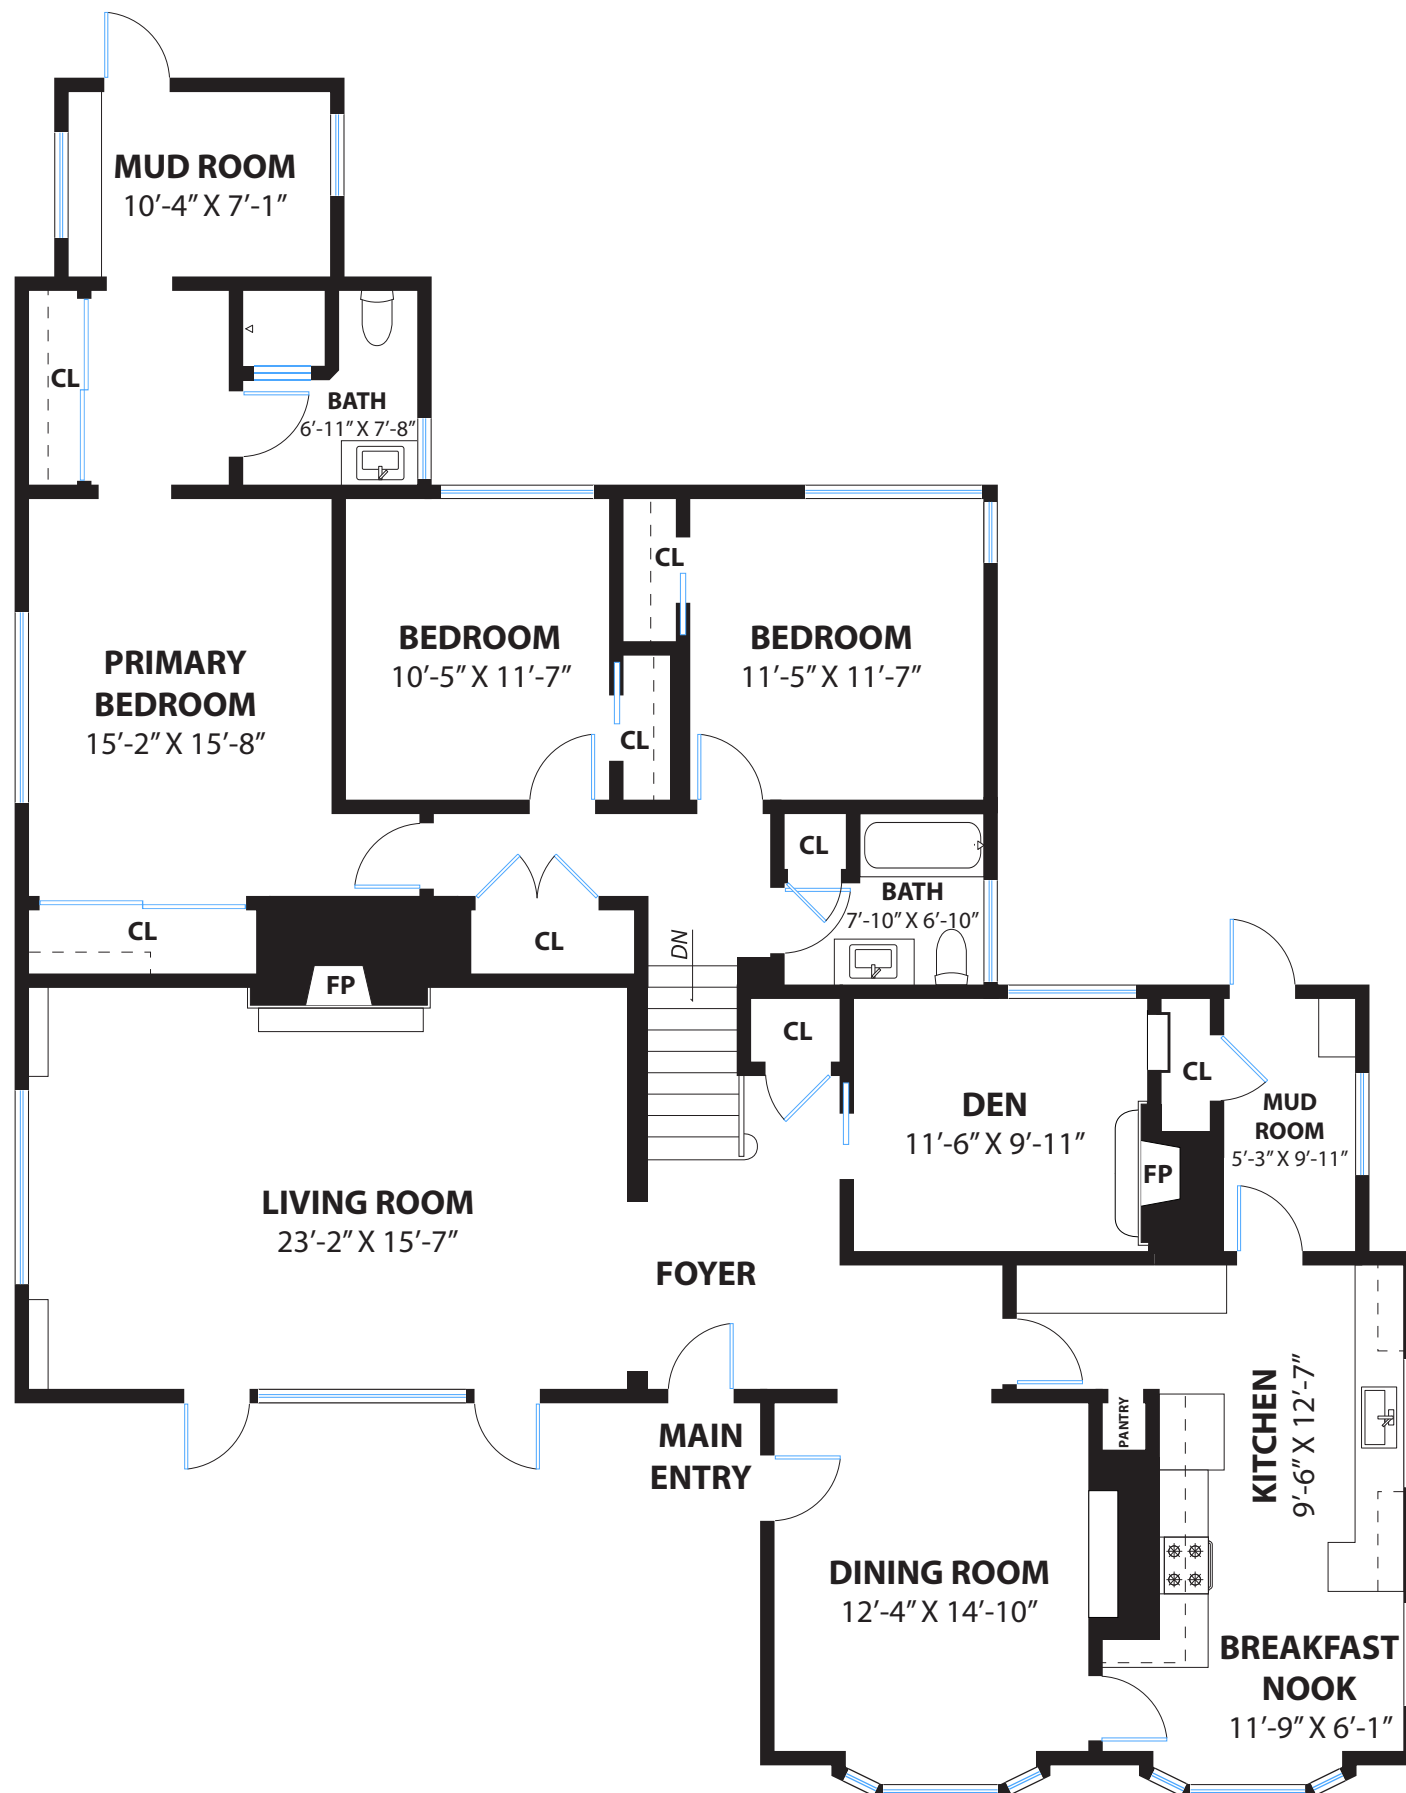 MUD ROOM
10’-4” X 7’-1”
CL
BATH
6’-11” X 7’-8”
CL
BEDROOM
10’-5” X 11’-7”
BEDROOM
11’-5” X 11’-7”
PRIMARY
BEDROOM
15’-2” X 15’-8”
CL
CL
BATH
7’-10” X 6’-10”
CL
CL
DN
FP
CL
CL
DEN
11’-6” X 9’-11”
MUD
ROOM
5’-3” X 9’-11”
FP
LIVING ROOM
23’-2” X 15’-7”
FOYER
MAIN
ENTRY
PANTRY
KITCHEN
9’-6” X 12’-7”
DINING ROOM
12’-4” X 14’-10”
BREAKFAST
NOOK
11’-9” X 6’-1”